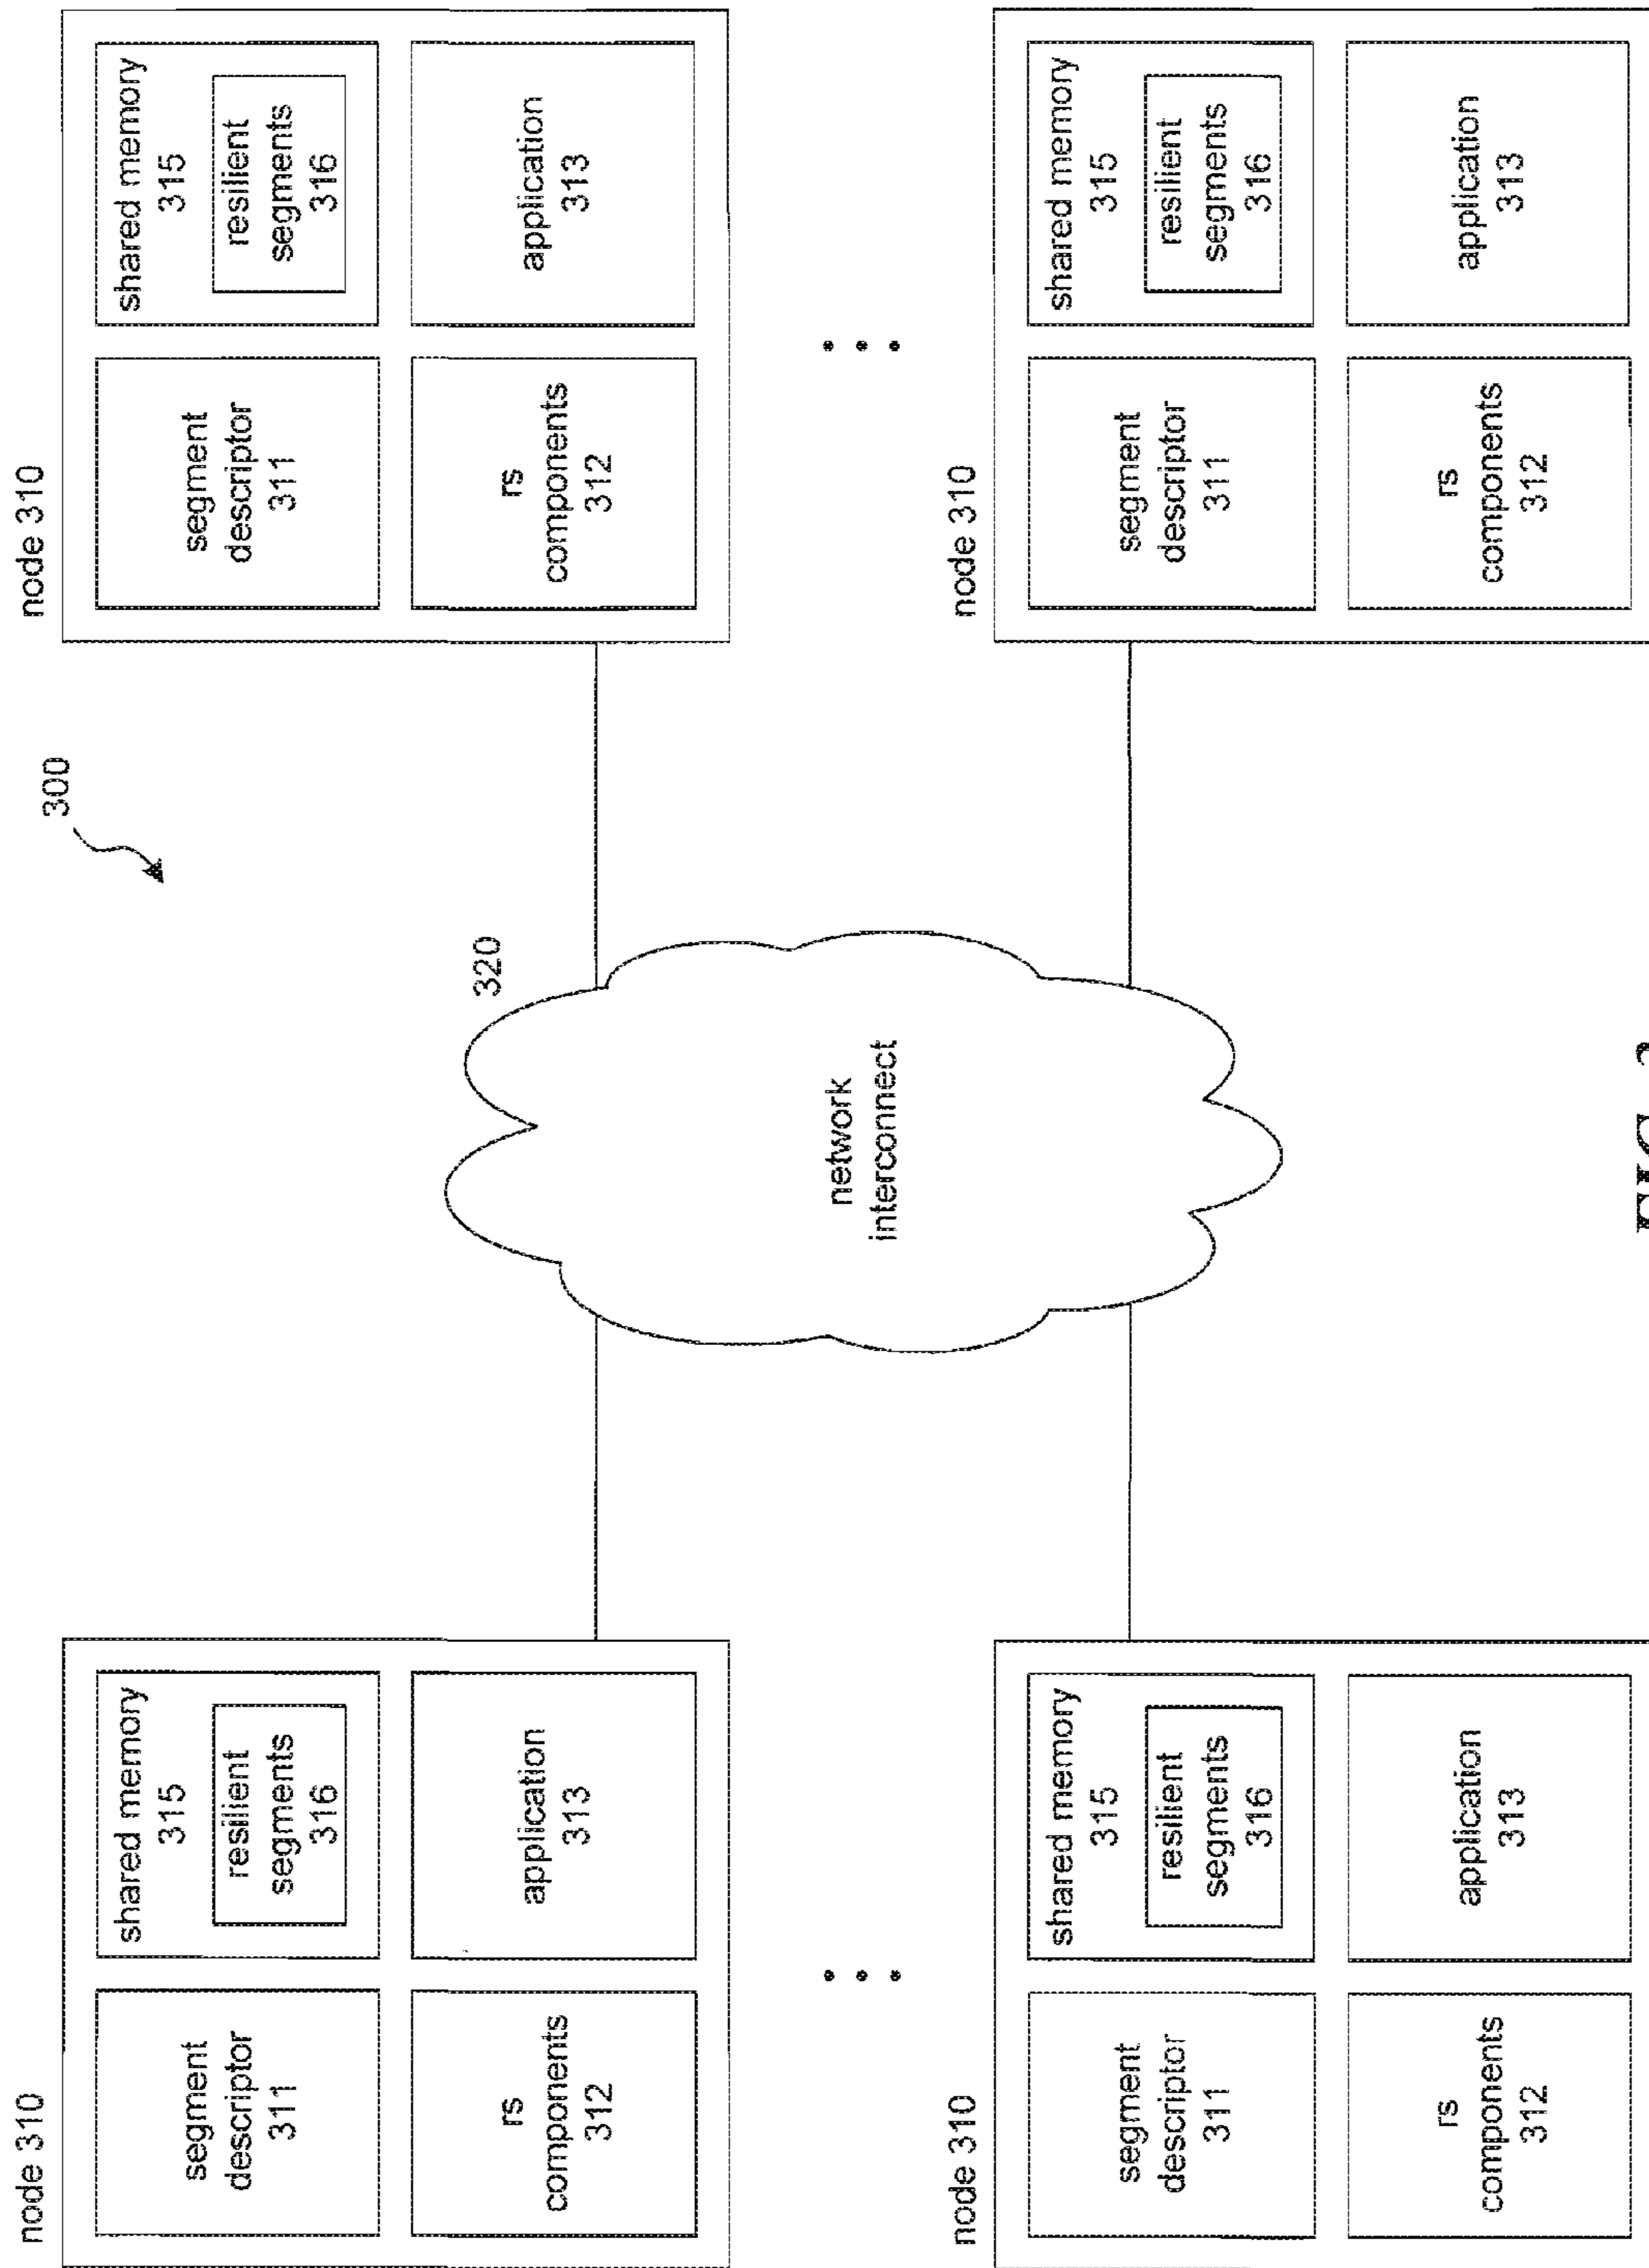 node 310
segment
descriptor
311
shared memory
315
resilient
segments
316
rs
components
312
application
313
300
node 310
segment
descriptor
311
shared memory
315
resilient
segments
316
rs
components
312
application
313
320
network
interconnect
• • •
• • •
node 310
segment
descriptor
311
shared memory
315
resilient
segments
316
rs
components
312
application
313
node 310
segment
descriptor
311
shared memory
315
resilient
segments
316
rs
components
312
application
313
FIG